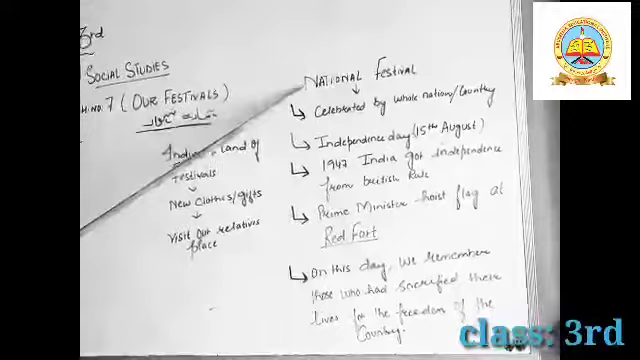 3rd
SOCIAL STUDIES
H.NO. 7 (OUR FESTIVALS)
ہمارے تہوار
India - Land of
festivals
New Clothes/gifts
Visit our relatives
place
NATIONAL FESTIVAL
Celebrated by whole nation/Country
Independence day (15th August)
1947 India got independence
from british Rule
Prime Minister hoist flag at
Red Fort
On this day, we remember
those who had sacrificed there
lives for the freedom of the
Country.
class: 3rd